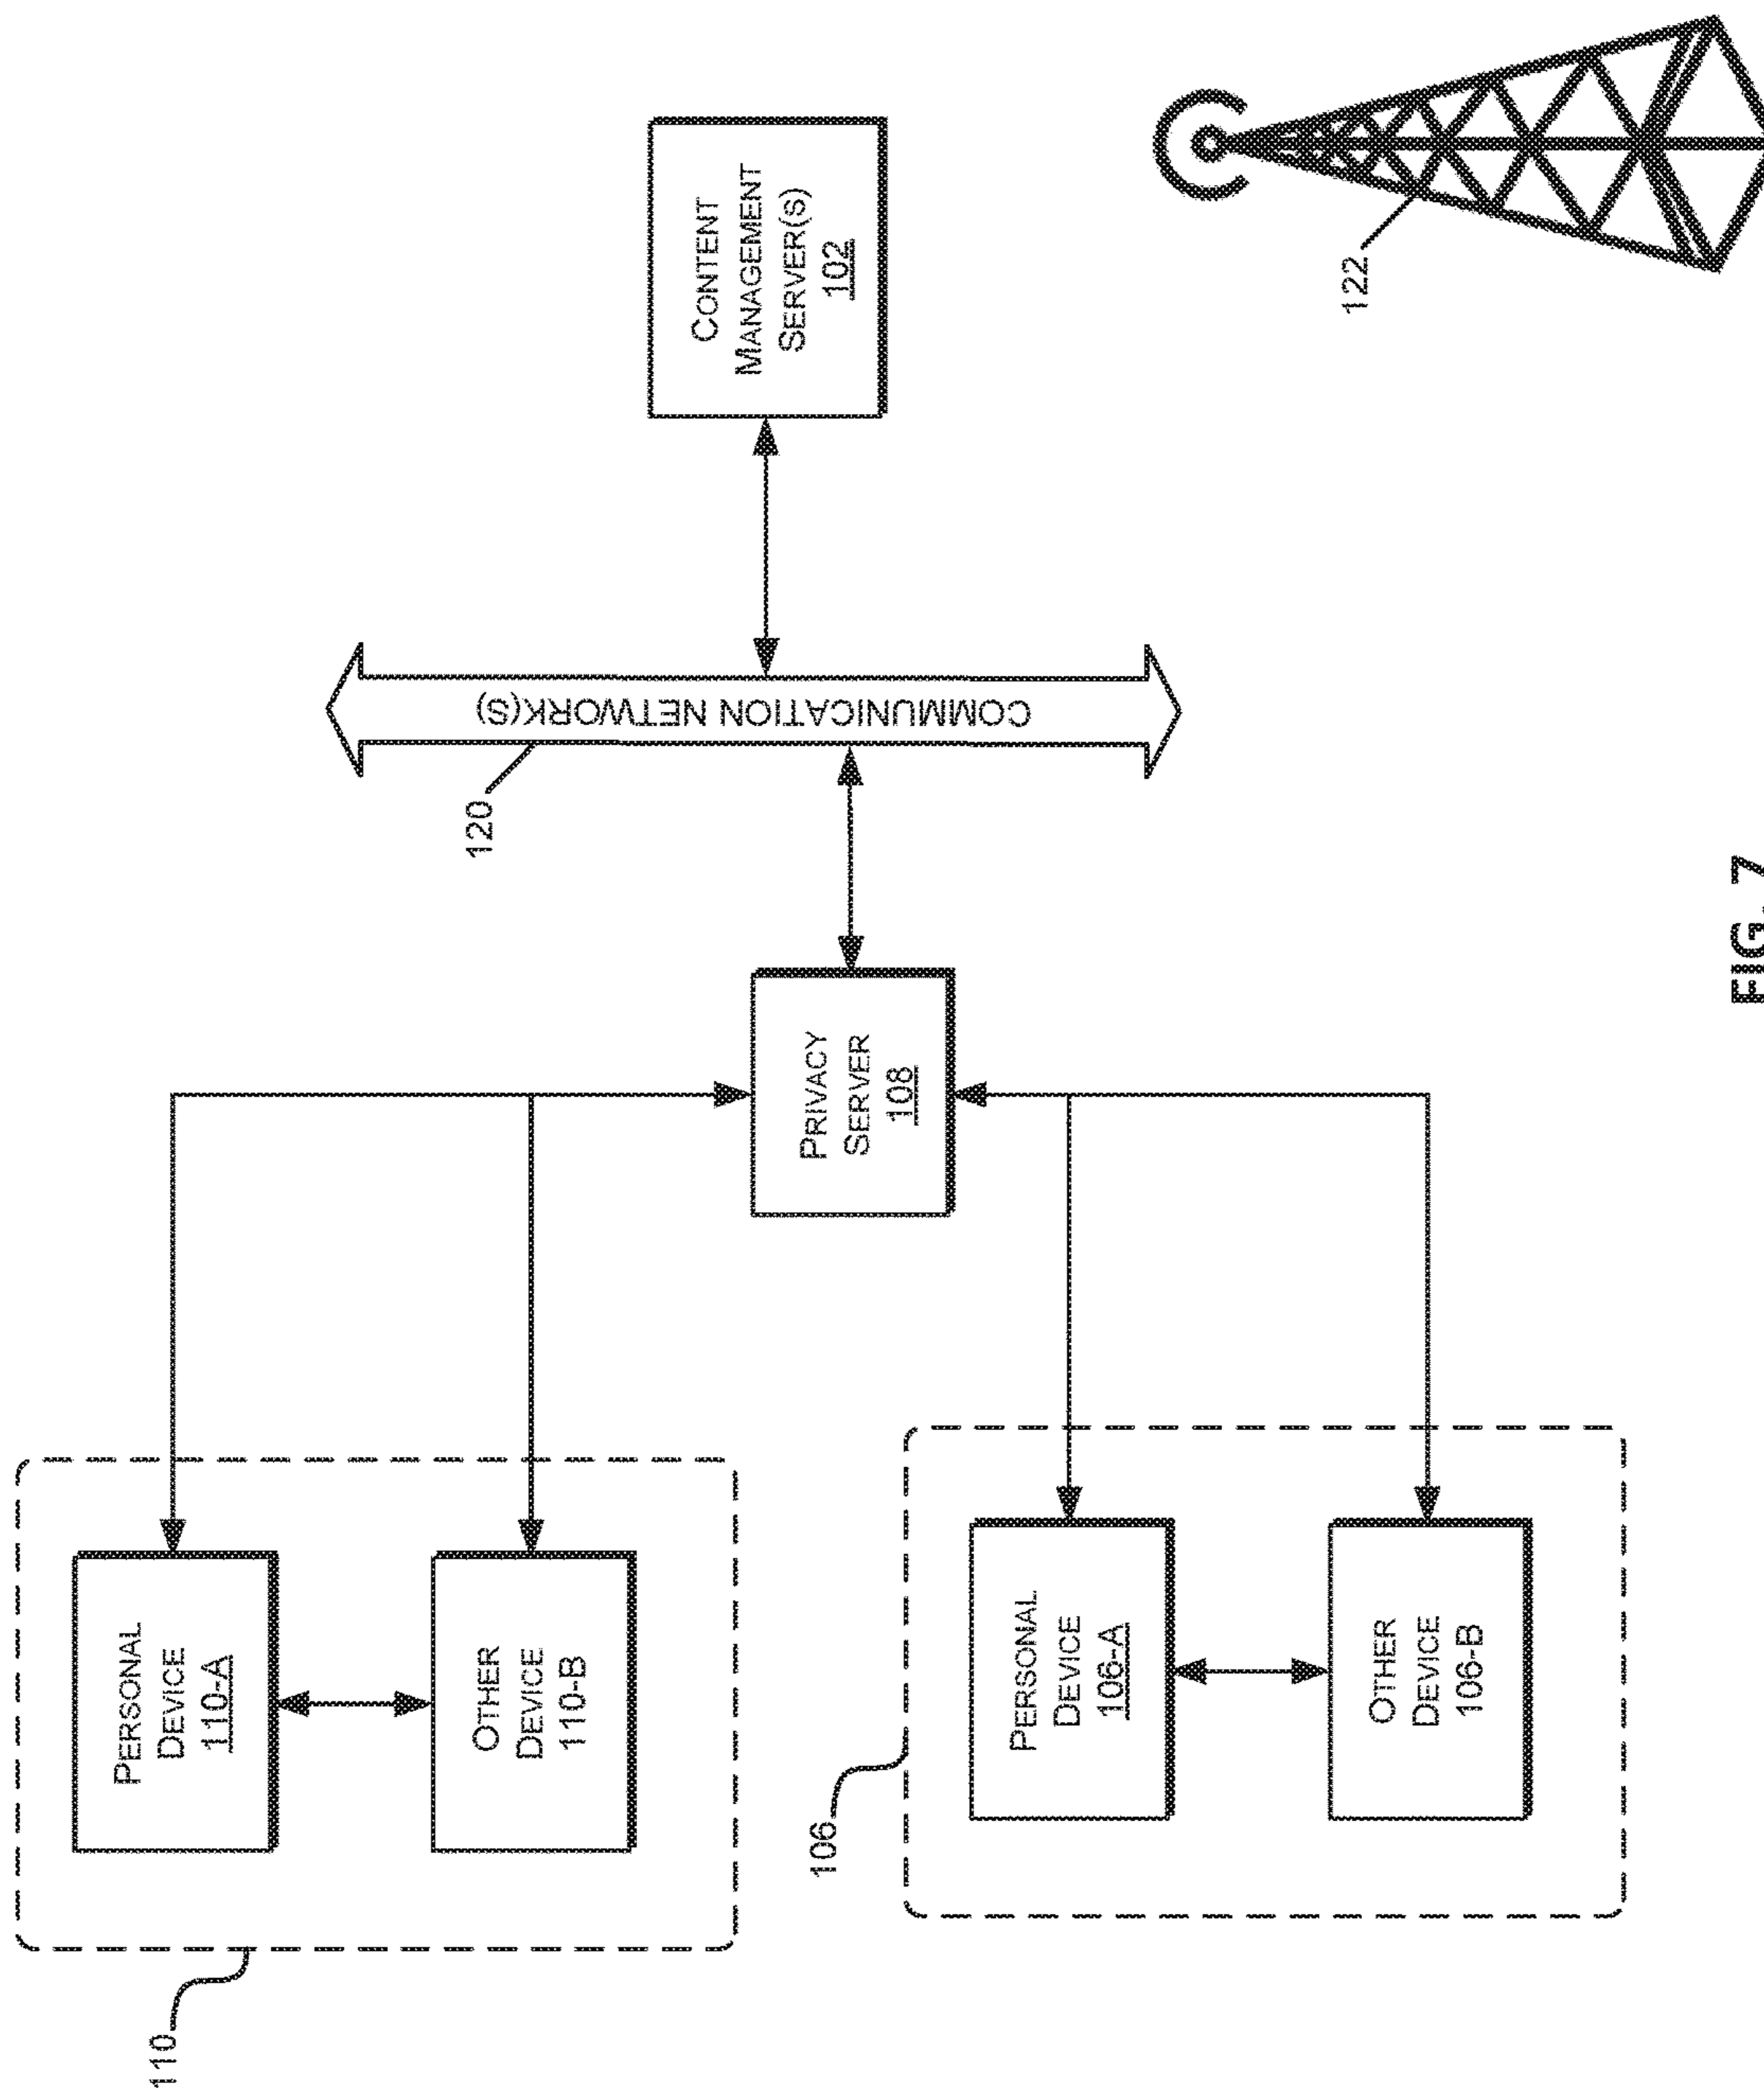 110
PERSONAL
DEVICE
110-A
OTHER
DEVICE
110-B
106
PERSONAL
DEVICE
106-A
OTHER
DEVICE
106-B
PRIVACY
SERVER
108
120
COMMUNICATION NETWORK(S)
CONTENT
MANAGEMENT
SERVER(S)
102
122
FIG. 7